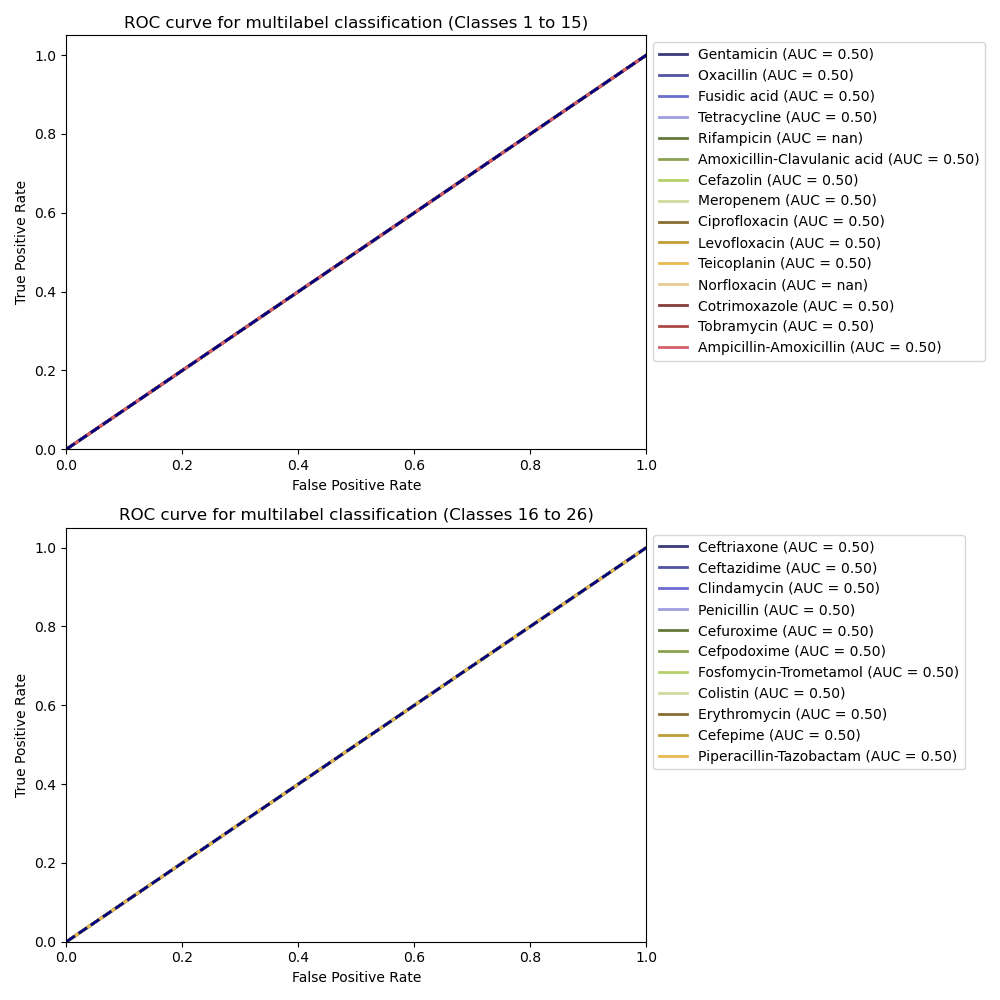 ROC curve for multilabel classification (Classes 1 to 15)
1.0
0.8
0.6
0.4
0.2
0.0
True Positive Rate
0.0 0.2 0.4 0.6 0.8 1.0
False Positive Rate
Gentamicin (AUC = 0.50)
Oxacillin (AUC = 0.50)
Fusidic acid (AUC = 0.50)
Tetracycline (AUC = 0.50)
Rifampicin (AUC = nan)
Amoxicillin-Clavulanic acid (AUC = 0.50)
Cefazolin (AUC = 0.50)
Meropenem (AUC = 0.50)
Ciprofloxacin (AUC = 0.50)
Levofloxacin (AUC = 0.50)
Teicoplanin (AUC = 0.50)
Norfloxacin (AUC = nan)
Cotrimoxazole (AUC = 0.50)
Tobramycin (AUC = 0.50)
Ampicillin-Amoxicillin (AUC = 0.50)
ROC curve for multilabel classification (Classes 16 to 26)
1.0
0.8
0.6
0.4
0.2
0.0
True Positive Rate
0.0 0.2 0.4 0.6 0.8 1.0
False Positive Rate
Ceftriaxone (AUC = 0.50)
Ceftazidime (AUC = 0.50)
Clindamycin (AUC = 0.50)
Penicillin (AUC = 0.50)
Cefuroxime (AUC = 0.50)
Cefpodoxime (AUC = 0.50)
Fosfomycin-Trometamol (AUC = 0.50)
Colistin (AUC = 0.50)
Erythromycin (AUC = 0.50)
Cefepime (AUC = 0.50)
Piperacillin-Tazobactam (AUC = 0.50)